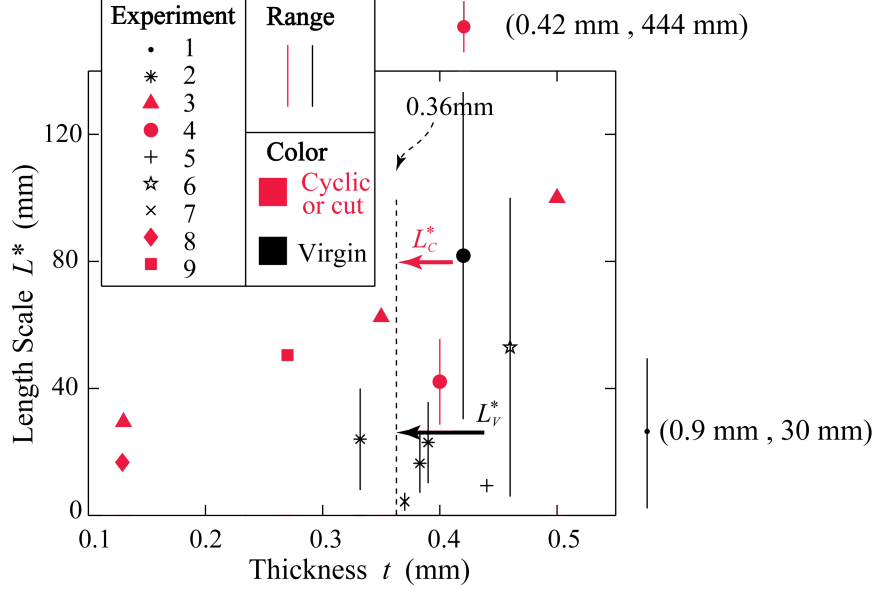 Experiment
1
2
3
4
5
6
7
8
9
Range
Color
Cyclic
or cut
Virgin
(0.42 mm , 444 mm)
0.36mm
L*C
L*V
(0.9 mm , 30 mm)
Length Scale L* (mm)
120
80
40
0
0.1 0.2 0.3 0.4 0.5
Thickness t (mm)